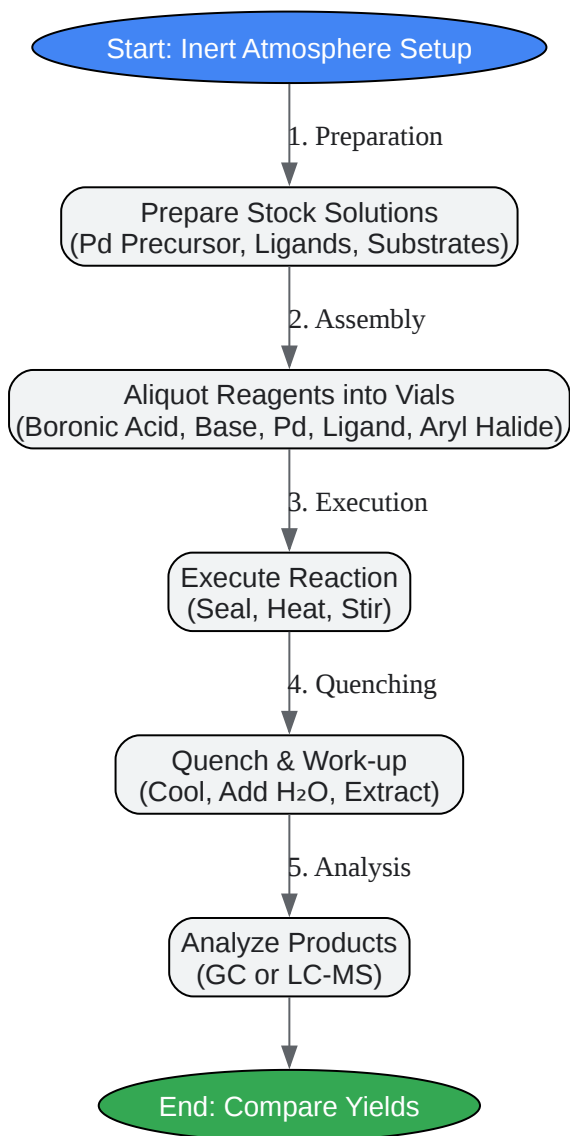 Start: Inert Atmosphere Setup
1. Preparation
Prepare Stock Solutions
(Pd Precursor, Ligands, Substrates)
2. Assembly
Aliquot Reagents into Vials
(Boronic Acid, Base, Pd, Ligand, Aryl Halide)
3. Execution
Execute Reaction
(Seal, Heat, Stir)
4. Quenching
Quench & Work-up
(Cool, Add H₂O, Extract)
5. Analysis
Analyze Products
(GC or LC-MS)
End: Compare Yields